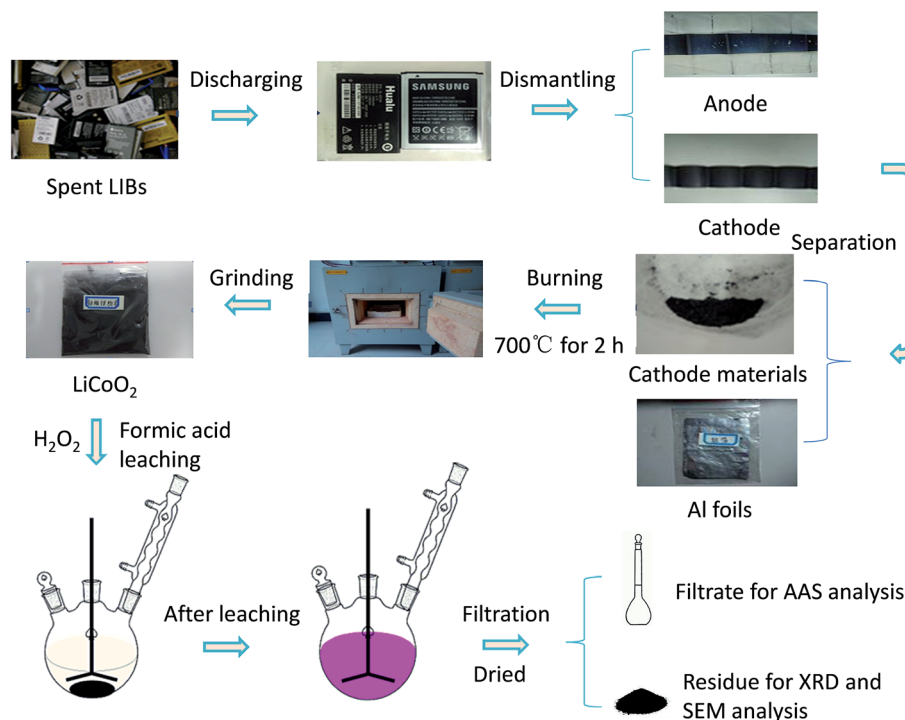 Discharging
Dismantling
Hualu
SAMSUNG
Anode
Spent LIBs
Cathode
Separation
Grinding
Burning
700℃ for 2 h
LiCoO₂
Cathode materials
H₂O₂
Formic acid
leaching
Al foils
After leaching
Filtration
Dried
Filtrate for AAS analysis
Residue for XRD and
SEM analysis